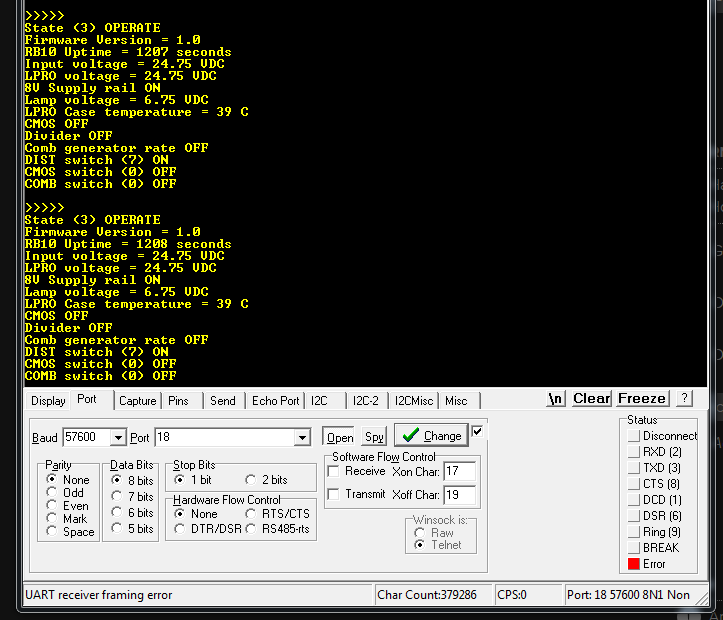 >>>>>
State (3) OPERATE
Firmware Version = 1.0
RB10 Uptime = 1207 seconds
Input voltage = 24.75 VDC
LPRO voltage = 24.75 VDC
8V Supply rail ON
Lamp voltage = 6.75 VDC
LPRO Case temperature = 39 C
CMOS OFF
Divider OFF
Comb generator rate OFF
DIST switch (7) ON
CMOS switch (0) OFF
COMB switch (0) OFF
>>>>>
State (3) OPERATE
Firmware Version = 1.0
RB10 Uptime = 1208 seconds
Input voltage = 24.75 VDC
LPRO voltage = 24.75 VDC
8V Supply rail ON
Lamp voltage = 6.75 VDC
LPRO Case temperature = 39 C
CMOS OFF
Divider OFF
Comb generator rate OFF
DIST switch (7) ON
CMOS switch (0) OFF
COMB switch (0) OFF
Display Port Capture Pins Send Echo Port I2C I2C-2 I2CMisc Misc \n Clear Freeze ?
Baud 57600 Port 18 Open Spy Change
Parity
None
Odd
Even
Mark
Space
Data Bits
8 bits
7 bits
6 bits
5 bits
Stop Bits
1 bit 2 bits
Hardware Flow Control
None RTS/CTS
DTR/DSR RS485-rts
Software Flow Control
Receive Xon Char: 17
Transmit Xoff Char: 19
Winsock is:
Raw
Telnet
Status
Disconnect
RXD (2)
TXD (3)
CTS (8)
DCD (1)
DSR (6)
Ring (9)
BREAK
Error
UART receiver framing error Char Count:379286 CPS:0 Port: 18 57600 8N1 Non